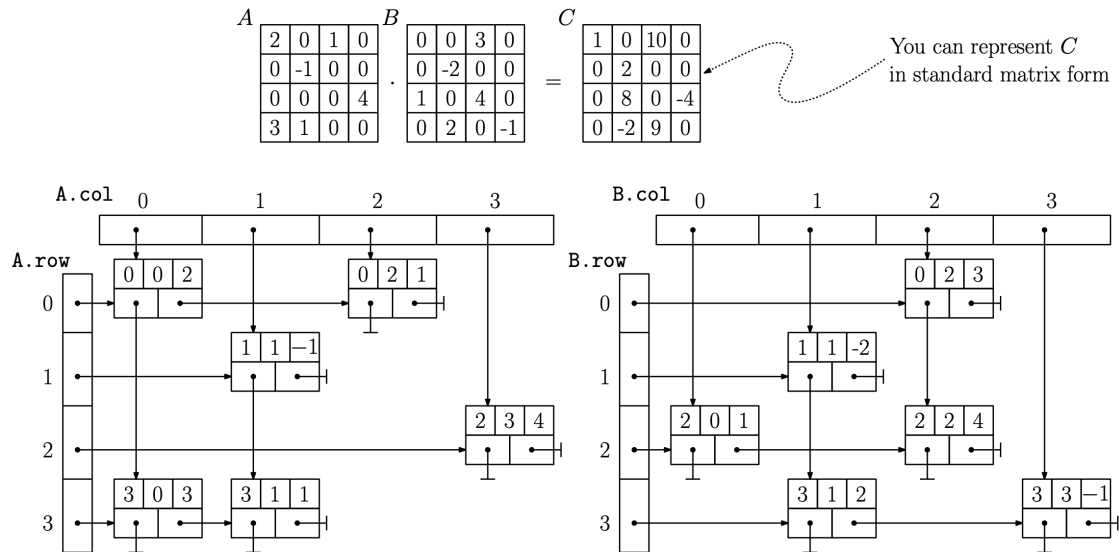 A B C
2 0 1 0 0 0 3 0 1 0 10 0
0 -1 0 0 0 -2 0 0 0 2 0 0
· =
0 0 0 4 1 0 4 0 0 8 0 -4
3 1 0 0 0 2 0 -1 0 -2 9 0
You can represent C
in standard matrix form
A.col 0 1 2 3
A.row
0 0 0 2 0 2 1
1 1 1 −1
2 2 3 4
3 3 0 3 3 1 1
B.col 0 1 2 3
B.row
0 0 2 3
1 1 1 -2
2 2 0 1 2 2 4
3 3 1 2 3 3 −1